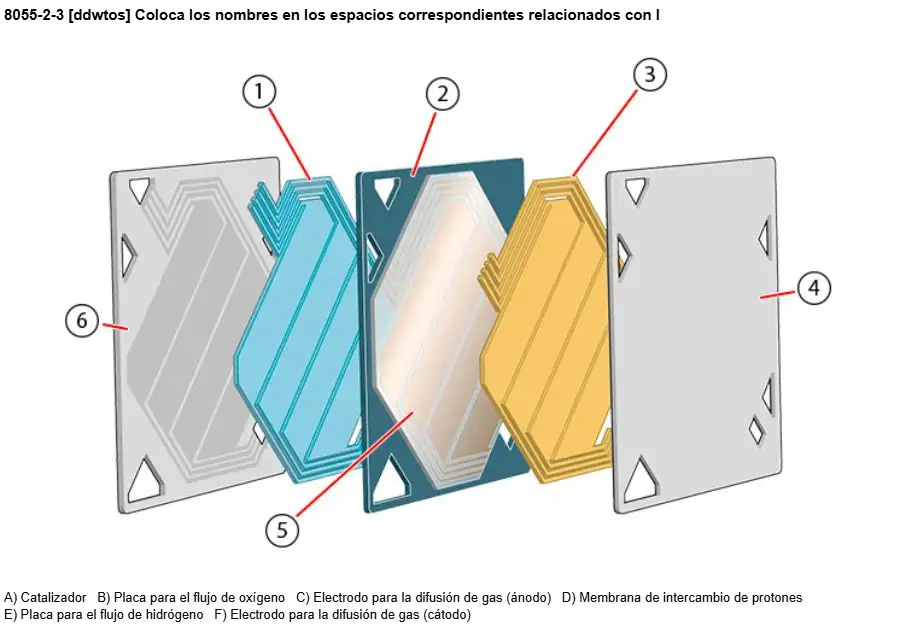 8055-2-3 [ddwtos] Coloca los nombres en los espacios correspondientes relacionados con l
1
2
3
4
5
6
A) Catalizador B) Placa para el flujo de oxígeno C) Electrodo para la difusión de gas (ánodo) D) Membrana de intercambio de protones
E) Placa para el flujo de hidrógeno F) Electrodo para la difusión de gas (cátodo)